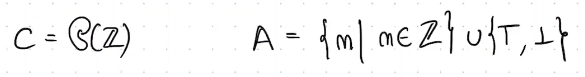 C = ℘(ℤ) A = {m | m ∈ ℤ} ∪ {⊤, ⊥}